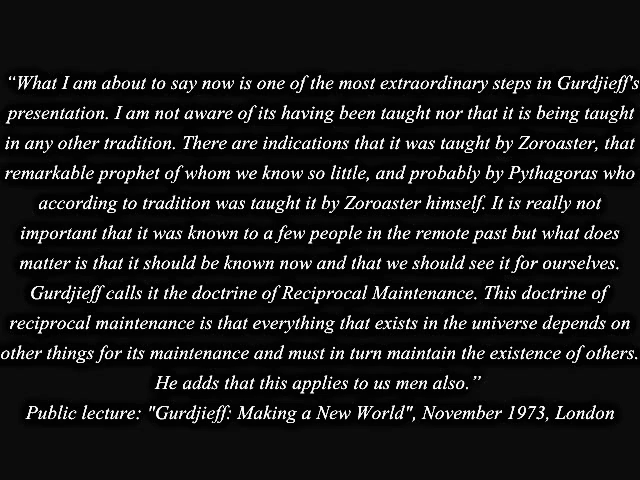 “What I am about to say now is one of the most extraordinary steps in Gurdjieff's
presentation. I am not aware of its having been taught nor that it is being taught
in any other tradition. There are indications that it was taught by Zoroaster, that
remarkable prophet of whom we know so little, and probably by Pythagoras who
according to tradition was taught it by Zoroaster himself. It is really not
important that it was known to a few people in the remote past but what does
matter is that it should be known now and that we should see it for ourselves.
Gurdjieff calls it the doctrine of Reciprocal Maintenance. This doctrine of
reciprocal maintenance is that everything that exists in the universe depends on
other things for its maintenance and must in turn maintain the existence of others.
He adds that this applies to us men also.”
Public lecture: "Gurdjieff: Making a New World", November 1973, London